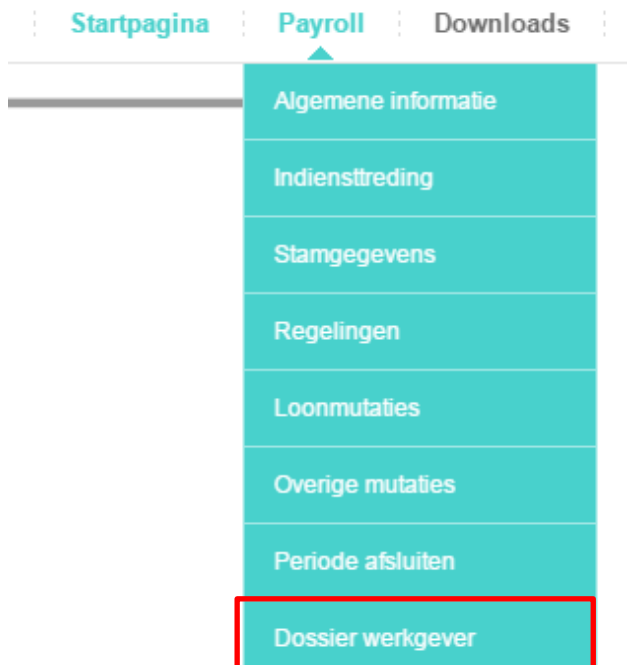 Startpagina Payroll Downloads
Algemene informatie
Indiensttreding
Stamgegevens
Regelingen
Loonmutaties
Overige mutaties
Periode afsluiten
Dossier werkgever